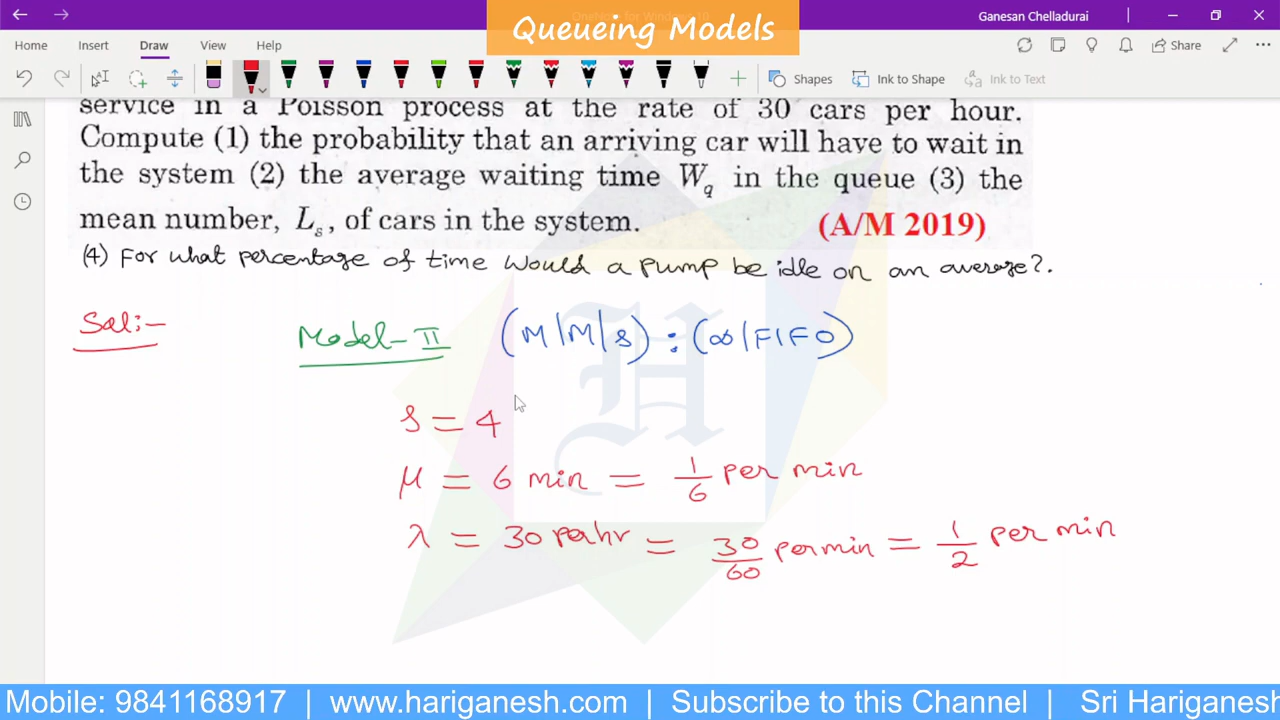 Queueing Models
Ganesan Chelladurai
Home Insert Draw View Help Share
Shapes Ink to Shape Ink to Text
service in a Poisson process at the rate of 30 cars per hour.
Compute (1) the probability that an arriving car will have to wait in
the system (2) the average waiting time Wq in the queue (3) the
mean number, Ls, of cars in the system. (A/M 2019)
(4) For what percentage of time would a pump be idle on an average?.
Sol:-
Model-II (M/M/s) : (∞/FIFO)
s = 4
μ = 6 min = 1/6 per min
λ = 30 per hr = 30/60 per min = 1/2 per min
Mobile: 9841168917 | www.hariganesh.com | Subscribe to this Channel | Sri Hariganesh